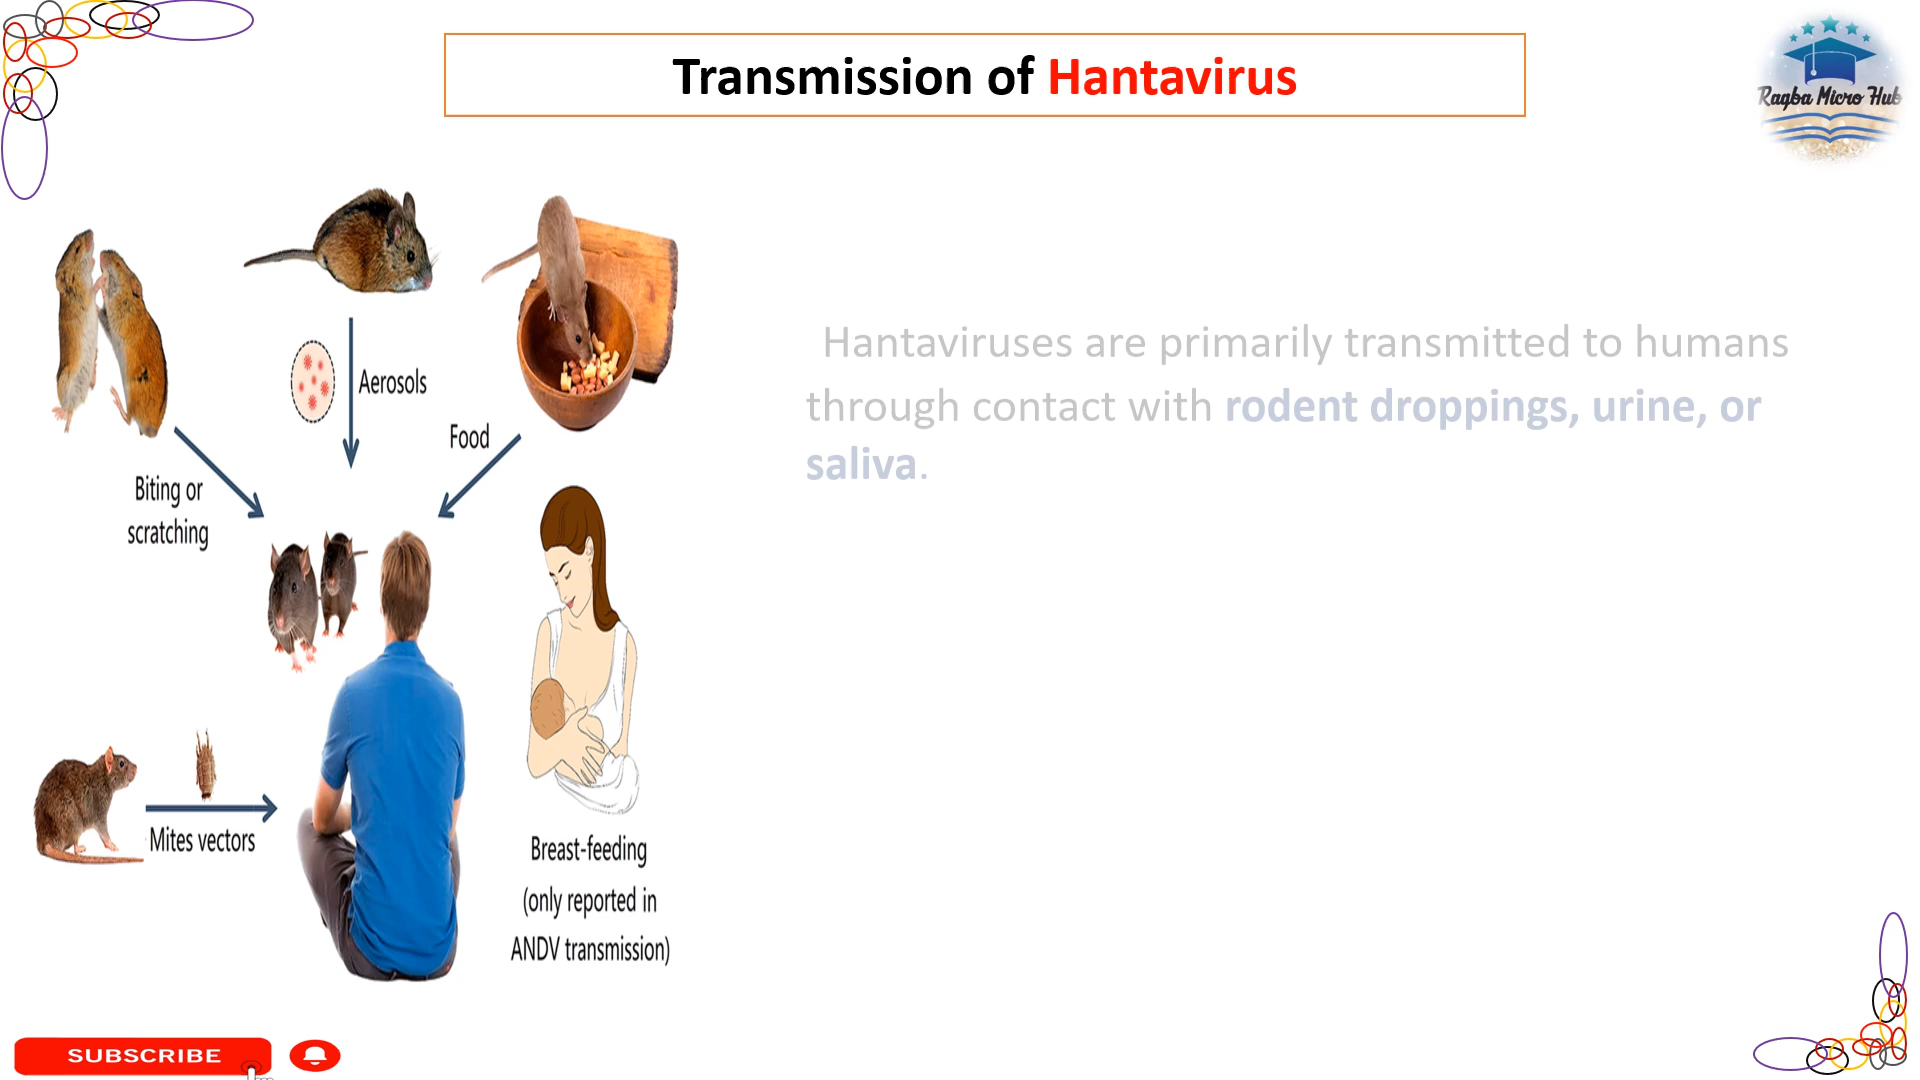 Transmission of Hantavirus
Ragba Micro Hub
Hantaviruses are primarily transmitted to humans
through contact with rodent droppings, urine, or
saliva.
Aerosols
Food
Biting or
scratching
Mites vectors
Breast-feeding
(only reported in
ANDV transmission)
SUBSCRIBE